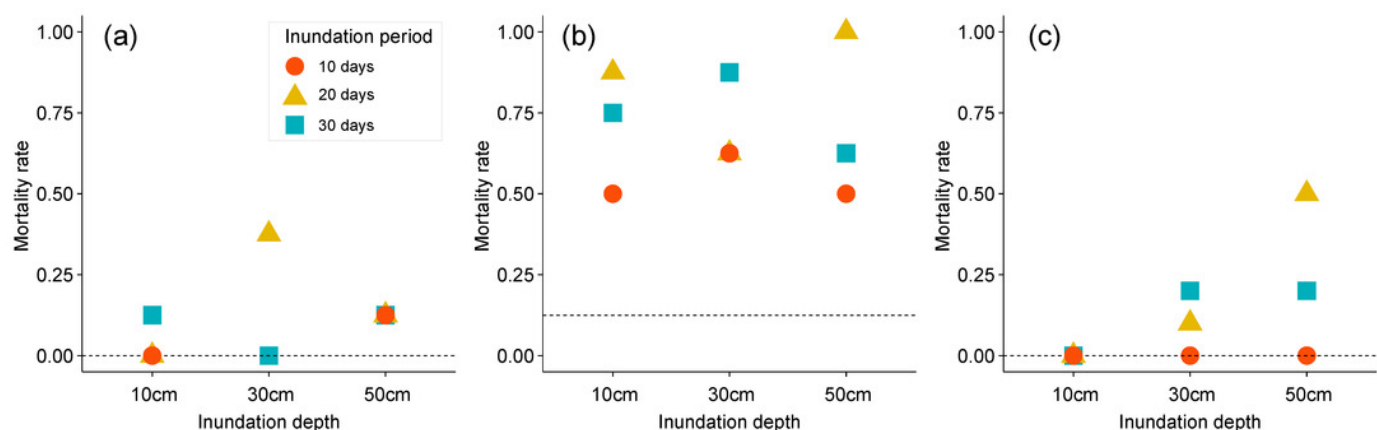 (a)
Inundation period
10 days
20 days
30 days
1.00
0.75
0.50
0.25
0.00
Mortality rate
10cm 30cm 50cm
Inundation depth
(b)
1.00
0.75
0.50
0.25
0.00
Mortality rate
10cm 30cm 50cm
Inundation depth
(c)
1.00
0.75
0.50
0.25
0.00
Mortality rate
10cm 30cm 50cm
Inundation depth